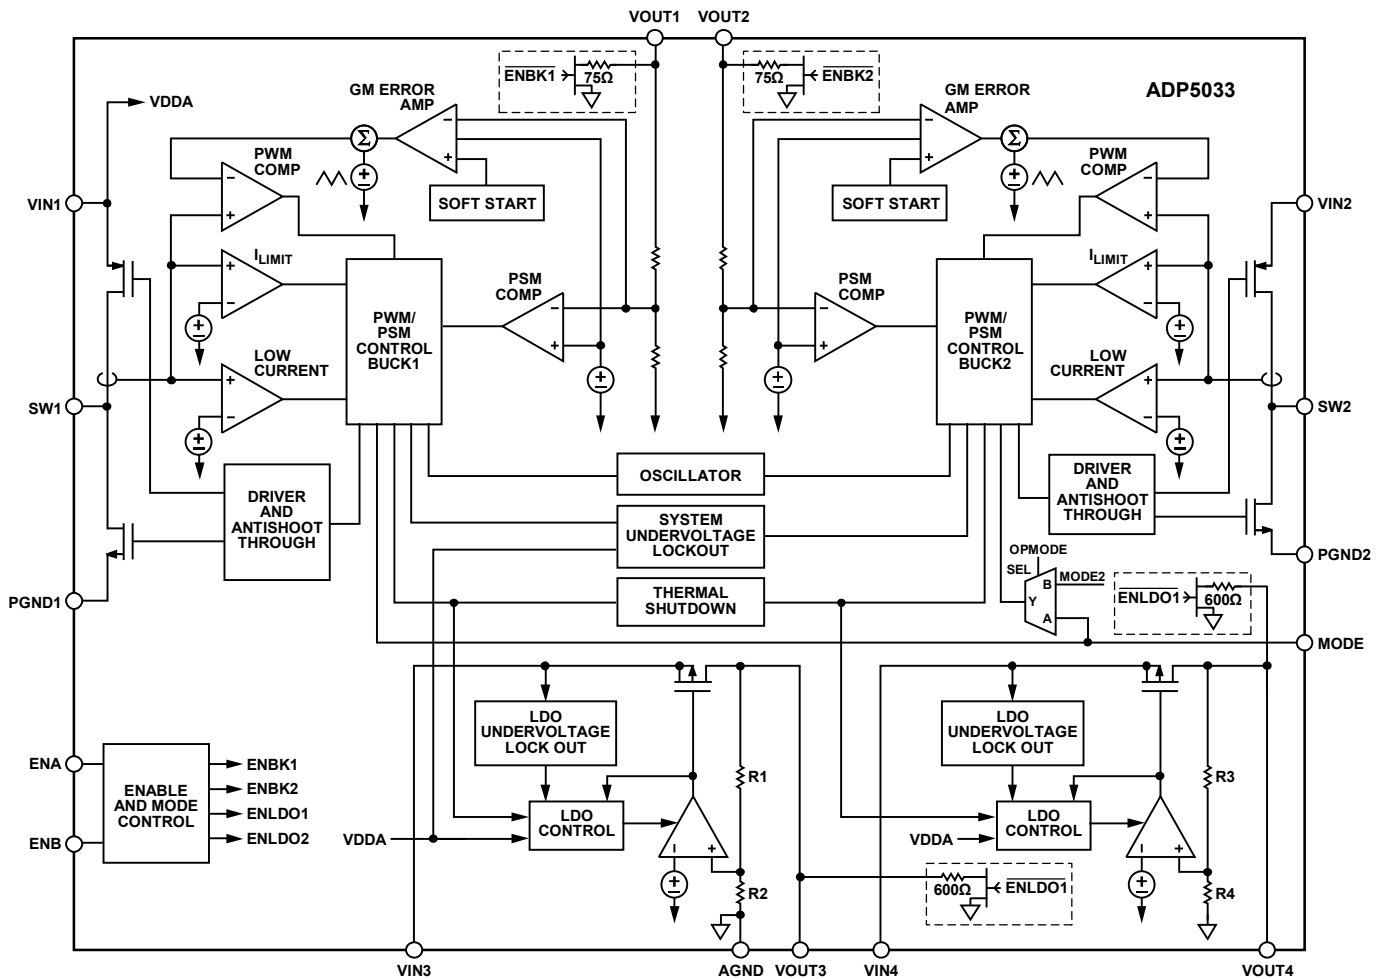 VOUT1 VOUT2
ENBK1
75Ω
75Ω
ENBK2
ADP5033
VDDA
GM ERROR
AMP
GM ERROR
AMP
Σ
Σ
PWM
COMP
PWM
COMP
SOFT START
SOFT START
VIN1
VIN2
ILIMIT
ILIMIT
PSM
COMP
PSM
COMP
PWM/
PSM
CONTROL
BUCK1
PWM/
PSM
CONTROL
BUCK2
LOW
CURRENT
LOW
CURRENT
SW1
SW2
OSCILLATOR
DRIVER
AND
ANTISHOOT
THROUGH
DRIVER
AND
ANTISHOOT
THROUGH
SYSTEM
UNDERVOLTAGE
LOCKOUT
PGND1
PGND2
THERMAL
SHUTDOWN
OPMODE
SEL
B
MODE2
Y
A
ENLDO1
600Ω
MODE
LDO
UNDERVOLTAGE
LOCK OUT
LDO
UNDERVOLTAGE
LOCK OUT
ENA
ENB
ENABLE
AND MODE
CONTROL
ENBK1
ENBK2
ENLDO1
ENLDO2
R1
R3
VDDA
LDO
CONTROL
VDDA
LDO
CONTROL
R2
600Ω
ENLDO1
R4
VIN3
AGND
VOUT3
VIN4
VOUT4